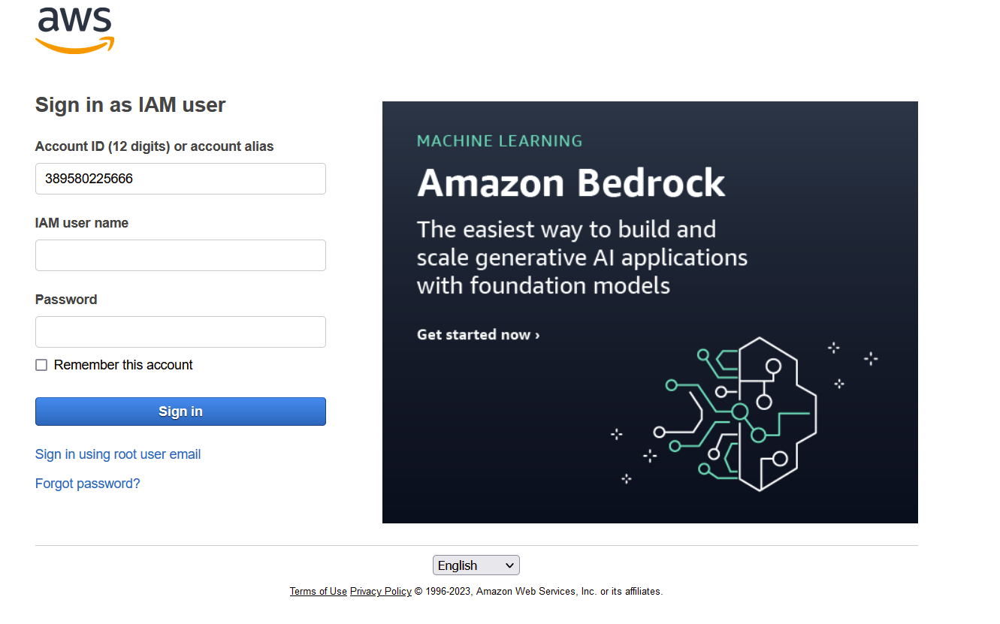 aws
Sign in as IAM user
Account ID (12 digits) or account alias
389580225666
IAM user name
Password
Remember this account
Sign in
Sign in using root user email
Forgot password?
MACHINE LEARNING
Amazon Bedrock
The easiest way to build and
scale generative AI applications
with foundation models
Get started now ›
English
Terms of Use Privacy Policy © 1996-2023, Amazon Web Services, Inc. or its affiliates.